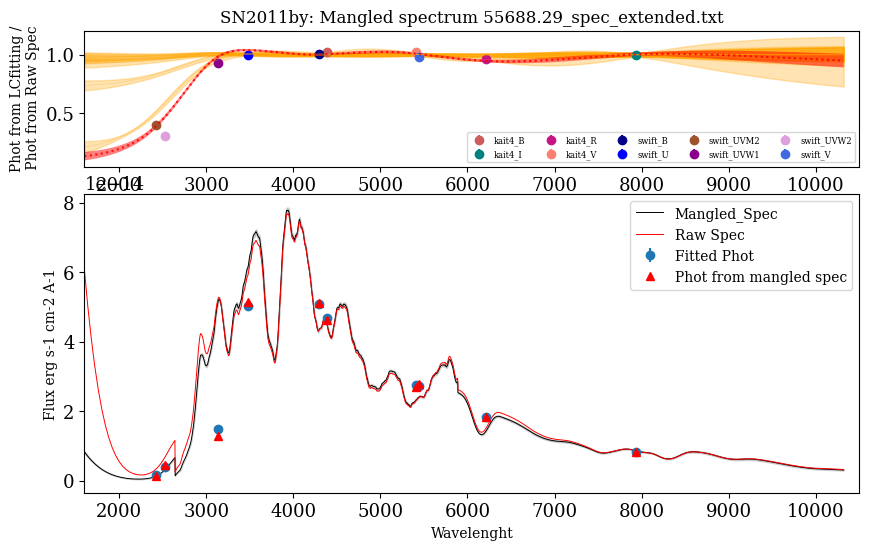 SN2011by: Mangled spectrum 55688.29_spec_extended.txt
Phot from LCfitting /
Phot from Raw Spec
1.0
0.5
kait4_B kait4_R swift_B swift_UVM2 swift_UVW2
kait4_I kait4_V swift_U swift_UVW1 swift_V
2000 3000 4000 5000 6000 7000 8000 9000 10000
1e−14
Mangled_Spec
Raw Spec
Fitted Phot
Phot from mangled spec
8
6
4
2
0
Flux erg s-1 cm-2 A-1
2000 3000 4000 5000 6000 7000 8000 9000 10000
Wavelenght